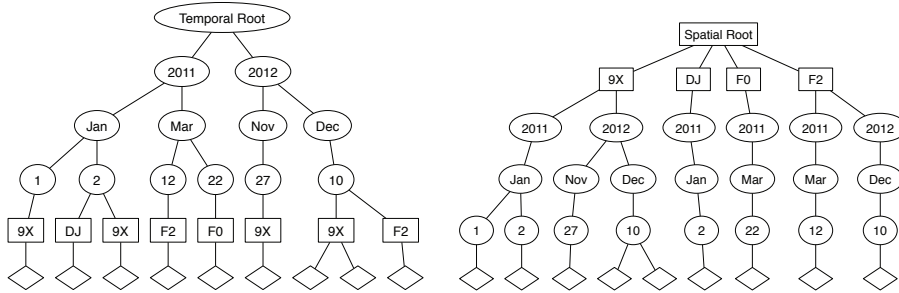 Temporal Root
2011 2012
Jan Mar Nov Dec
1 2 12 22 27 10
9X DJ 9X F2 F0 9X 9X F2
Spatial Root
9X DJ F0 F2
2011 2012 2011 2011 2011 2012
Jan Nov Dec Jan Mar Mar Dec
1 2 27 10 2 22 12 10